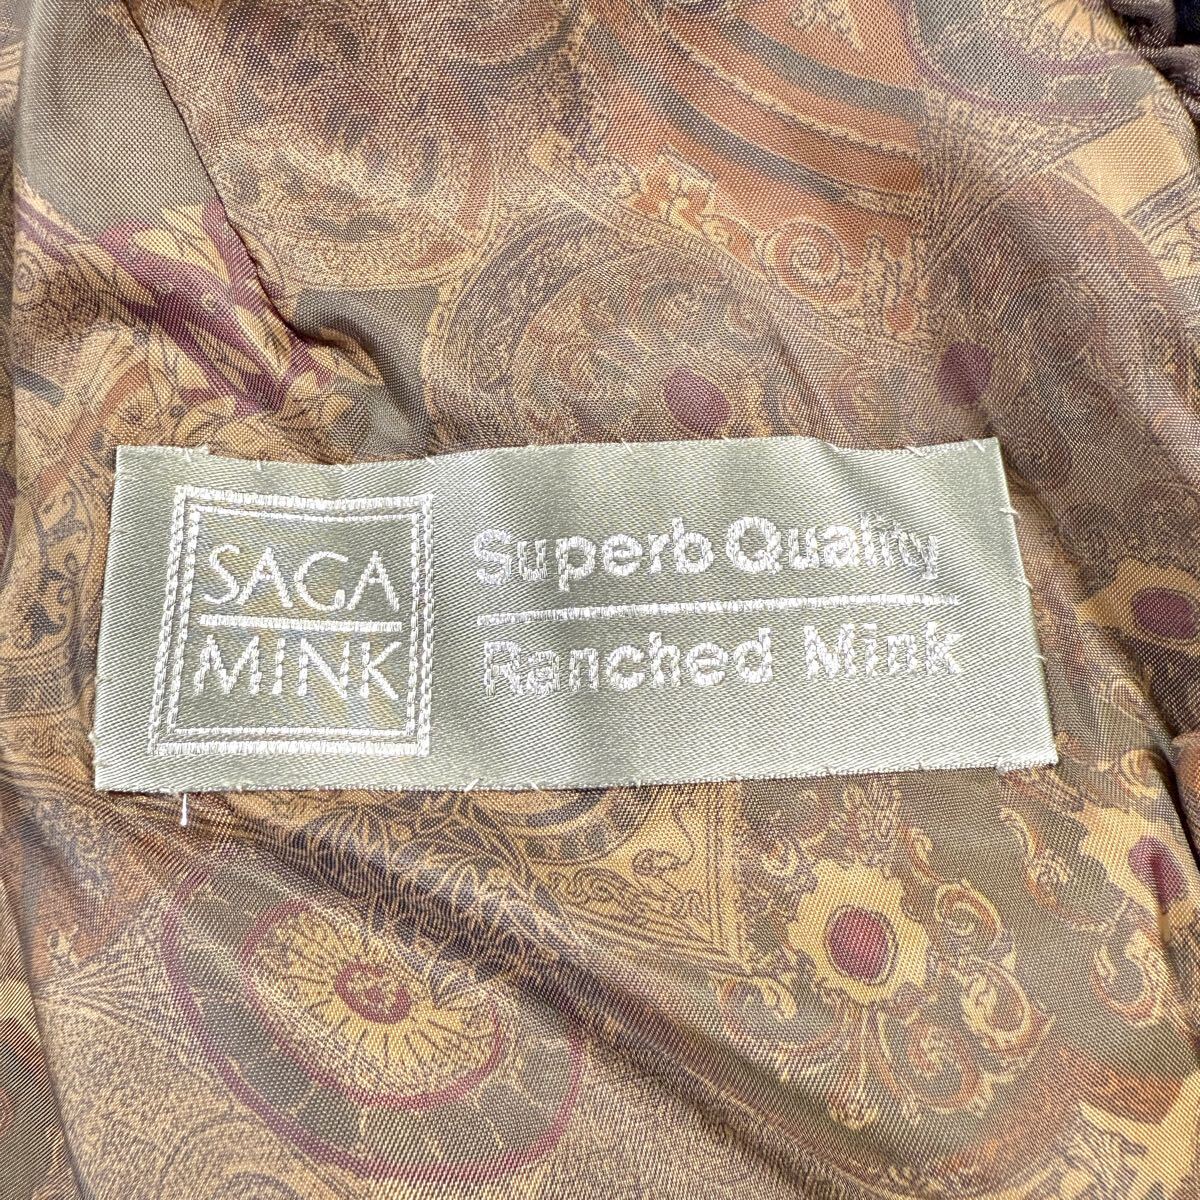 SAGA
MINK
Superb Quality
Ranched Mink